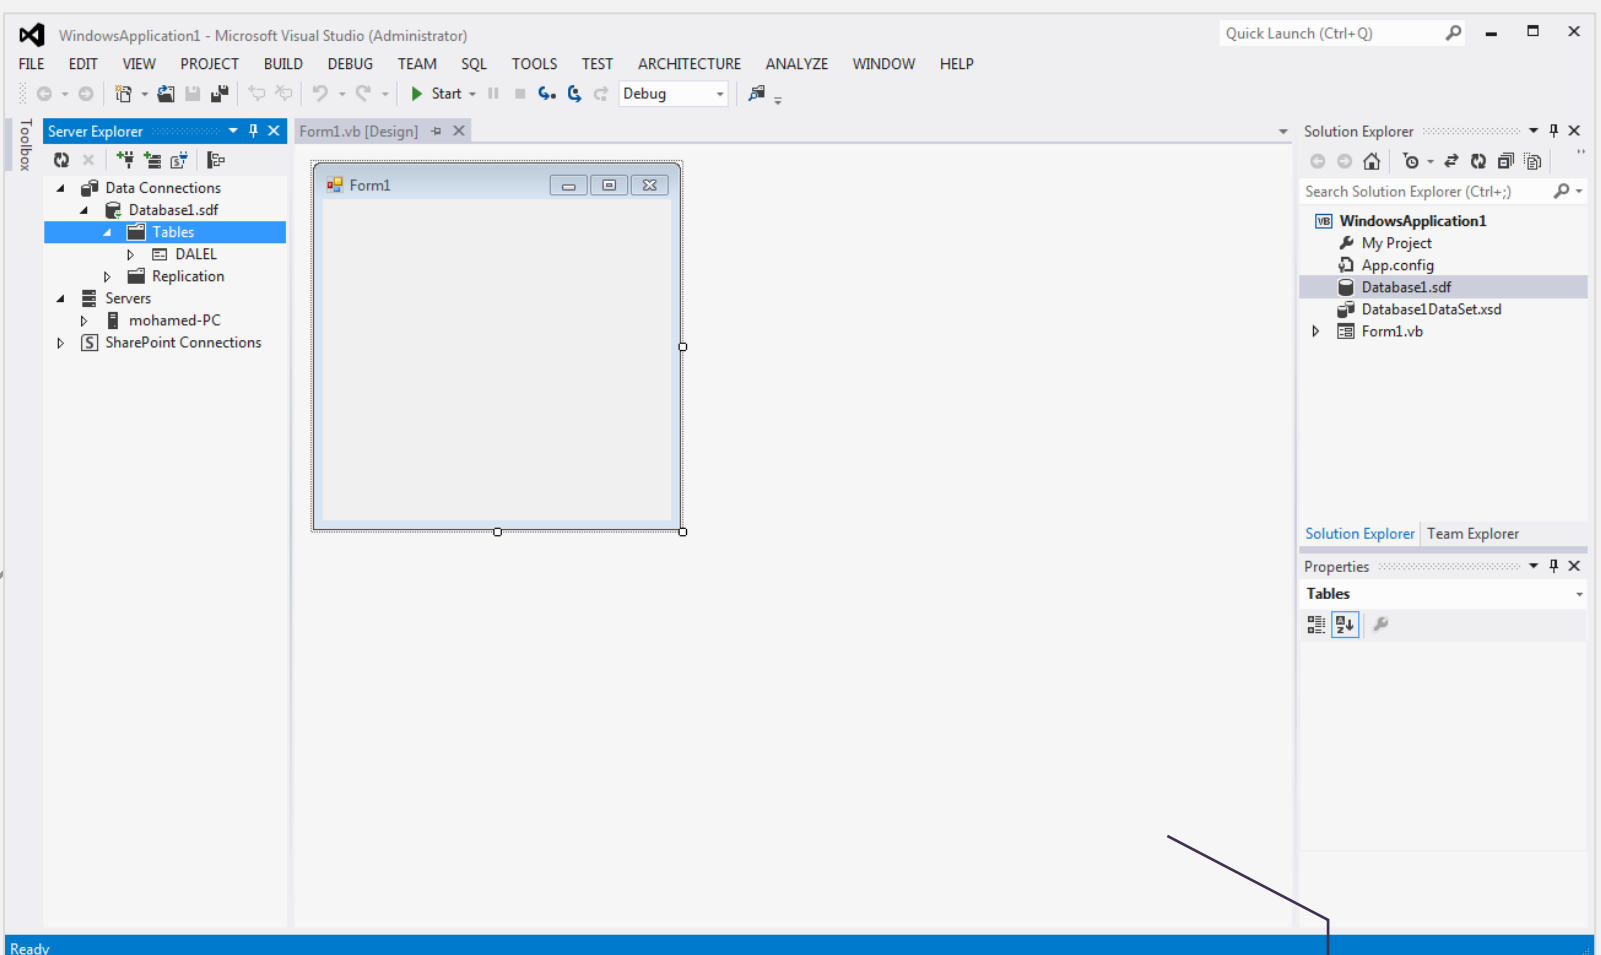 WindowsApplication1 - Microsoft Visual Studio (Administrator)
Quick Launch (Ctrl+Q)
FILE EDIT VIEW PROJECT BUILD DEBUG TEAM SQL TOOLS TEST ARCHITECTURE ANALYZE WINDOW HELP
Start Debug
Toolbox
Server Explorer
Data Connections
Database1.sdf
Tables
DALEL
Replication
Servers
mohamed-PC
SharePoint Connections
Form1.vb [Design]
Form1
Solution Explorer
Search Solution Explorer (Ctrl+;)
WindowsApplication1
My Project
App.config
Database1.sdf
Database1DataSet.xsd
Form1.vb
Solution Explorer Team Explorer
Properties
Tables
Ready